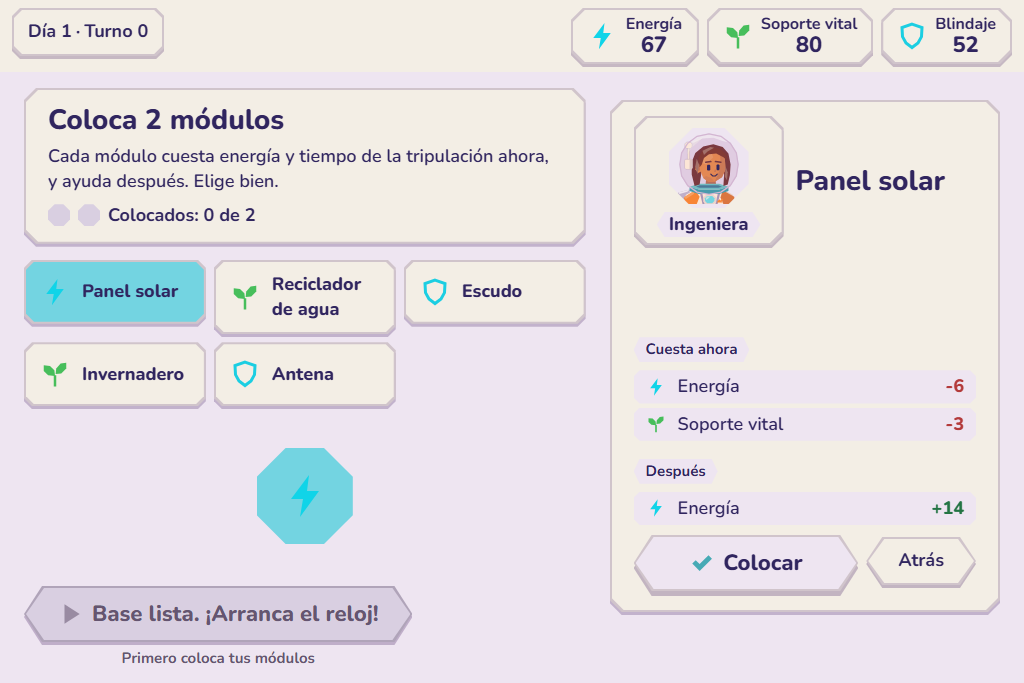 Día 1 · Turno 0
Energía
67
Soporte vital
80
Blindaje
52
Coloca 2 módulos
Cada módulo cuesta energía y tiempo de la tripulación ahora,
y ayuda después. Elige bien.
Colocados: 0 de 2
Panel solar
Reciclador
de agua
Escudo
Invernadero
Antena
Base lista. ¡Arranca el reloj!
Primero coloca tus módulos
Ingeniera
Panel solar
Cuesta ahora
Energía -6
Soporte vital -3
Después
Energía +14
Colocar
Atrás